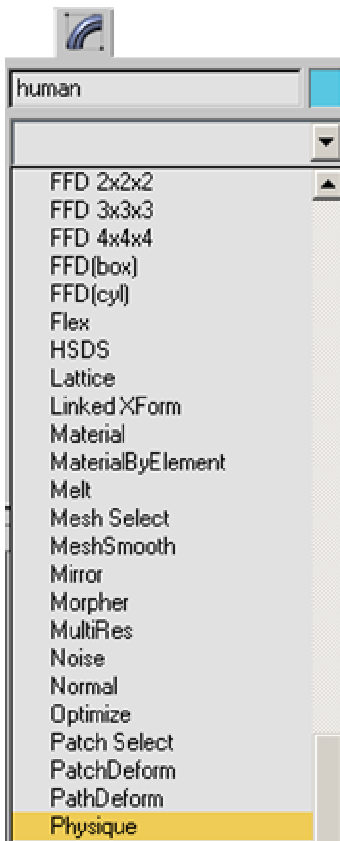 human
FFD 2x2x2
FFD 3x3x3
FFD 4x4x4
FFD(box)
FFD(cyl)
Flex
HSDS
Lattice
Linked XForm
Material
MaterialByElement
Melt
Mesh Select
MeshSmooth
Mirror
Morpher
MultiRes
Noise
Normal
Optimize
Patch Select
PatchDeform
PathDeform
Physique